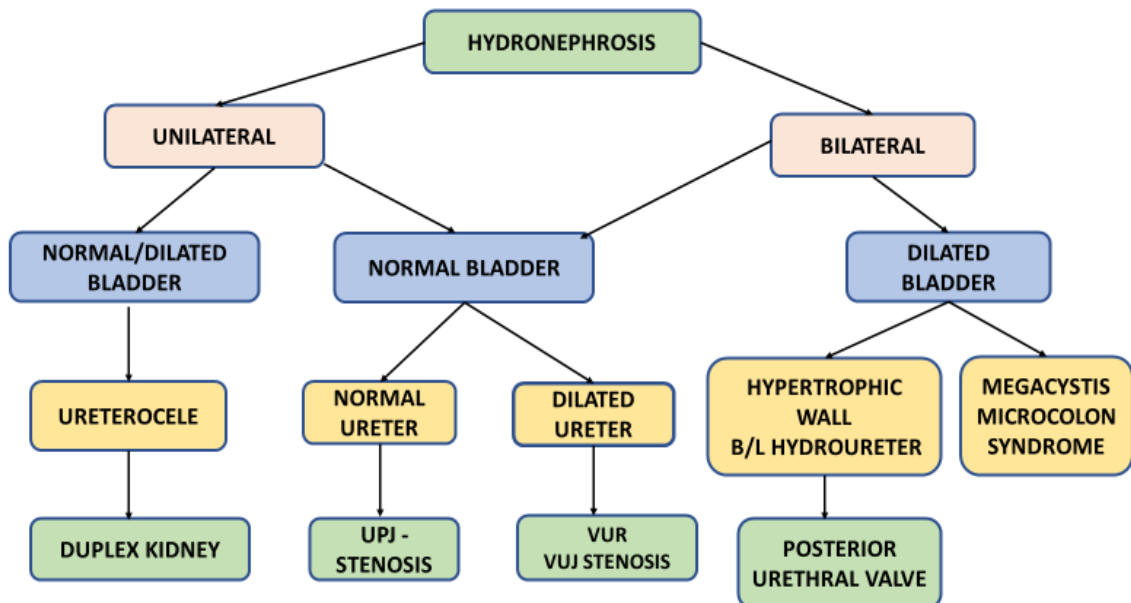 HYDRONEPHROSIS
UNILATERAL
BILATERAL
NORMAL/DILATED
BLADDER
NORMAL BLADDER
DILATED
BLADDER
URETEROCELE
NORMAL
URETER
DILATED
URETER
HYPERTROPHIC
WALL
B/L HYDROURETER
MEGACYSTIS
MICROCOLON
SYNDROME
DUPLEX KIDNEY
UPJ -
STENOSIS
VUR
VUJ STENOSIS
POSTERIOR
URETHRAL VALVE